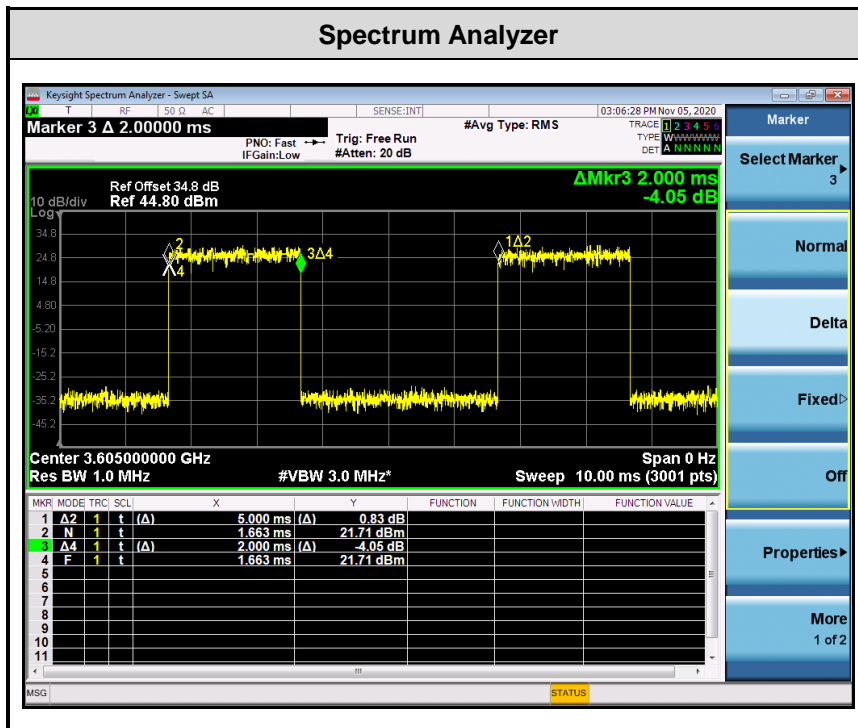 Spectrum Analyzer
Keysight Spectrum Analyzer - Swept SA
LXI T RF 50 Ω AC SENSE:INT 03:06:28 PM Nov 05, 2020
Marker 3 Δ 2.00000 ms #Avg Type: RMS TRACE 1 2 3 4 5 6
PNO: Fast Trig: Free Run TYPE WWWWWW
IFGain:Low #Atten: 20 dB DET A N N N N N
ΔMkr3 2.000 ms
-4.05 dB
Ref Offset 34.8 dB
10 dB/div Ref 44.80 dBm
Log
34.8
24.8
14.8
4.80
-5.20
-15.2
-25.2
-35.2
-45.2
2
4
3Δ4
1Δ2
Center 3.605000000 GHz Span 0 Hz
Res BW 1.0 MHz #VBW 3.0 MHz* Sweep 10.00 ms (3001 pts)
MKR MODE TRC SCL X Y FUNCTION FUNCTION WIDTH FUNCTION VALUE
1 Δ2 1 t (Δ) 5.000 ms (Δ) 0.83 dB
2 N 1 t 1.663 ms 21.71 dBm
3 Δ4 1 t (Δ) 2.000 ms (Δ) -4.05 dB
4 F 1 t 1.663 ms 21.71 dBm
5
6
7
8
9
10
11
MSG STATUS
Marker
Select Marker
3
Normal
Delta
Fixed
Off
Properties
More
1 of 2